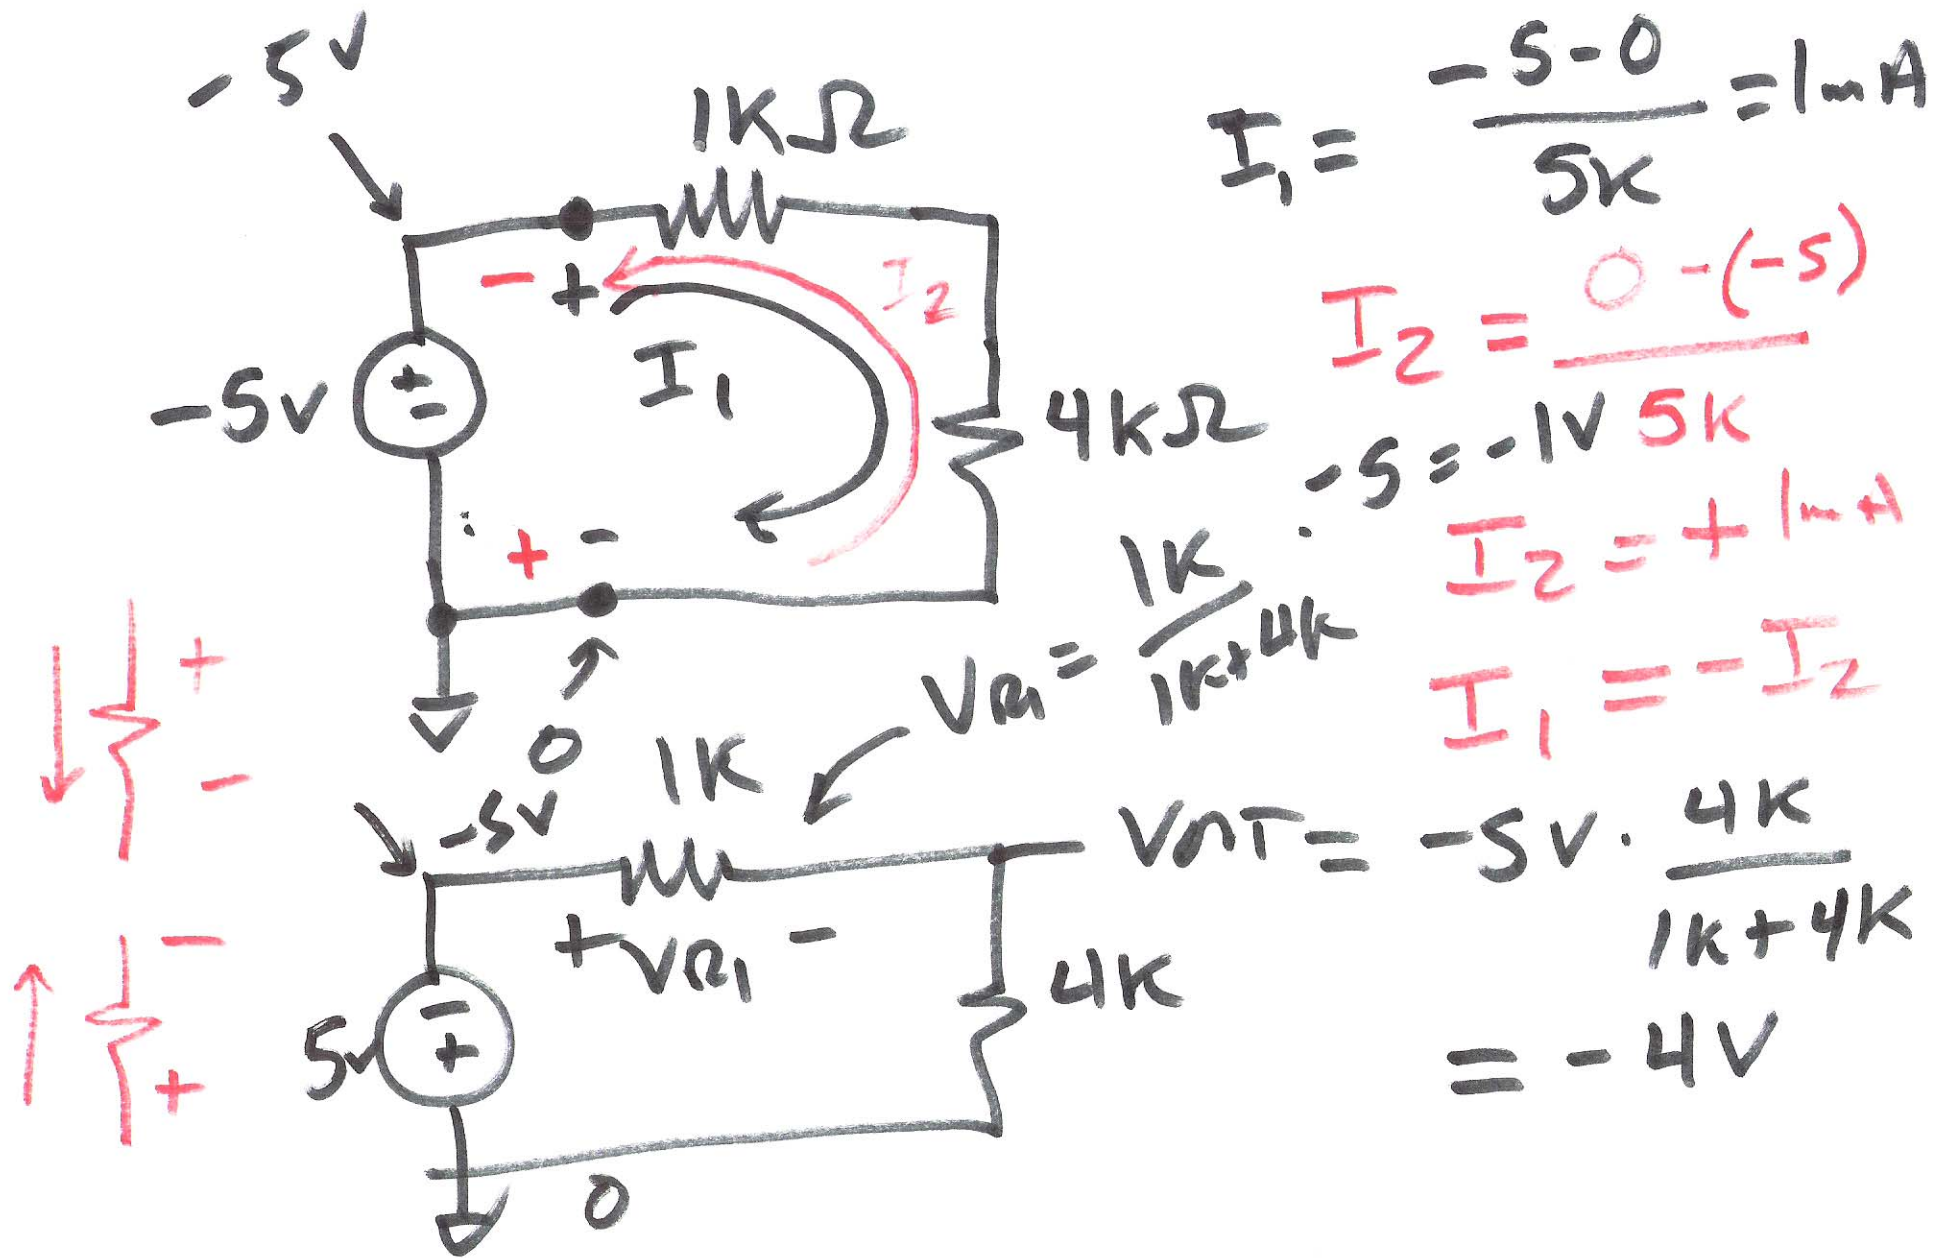 -5V
1KΩ
I₁ = -5-0 / 5K = 1mA
- +
I₂
I₂ = 0-(-5) / 5K
-5V
+
-
I₁
4KΩ
· -5 = -1V
+ -
I₂ = + 1mA
VR1 = 1K / 1K+4K
I₁ = -I₂
+
-
0
-5V
1K
VOUT = -5V · 4K / 1K+4K
+ VR1 -
-
+
5V
-
+
4K
= -4V
0